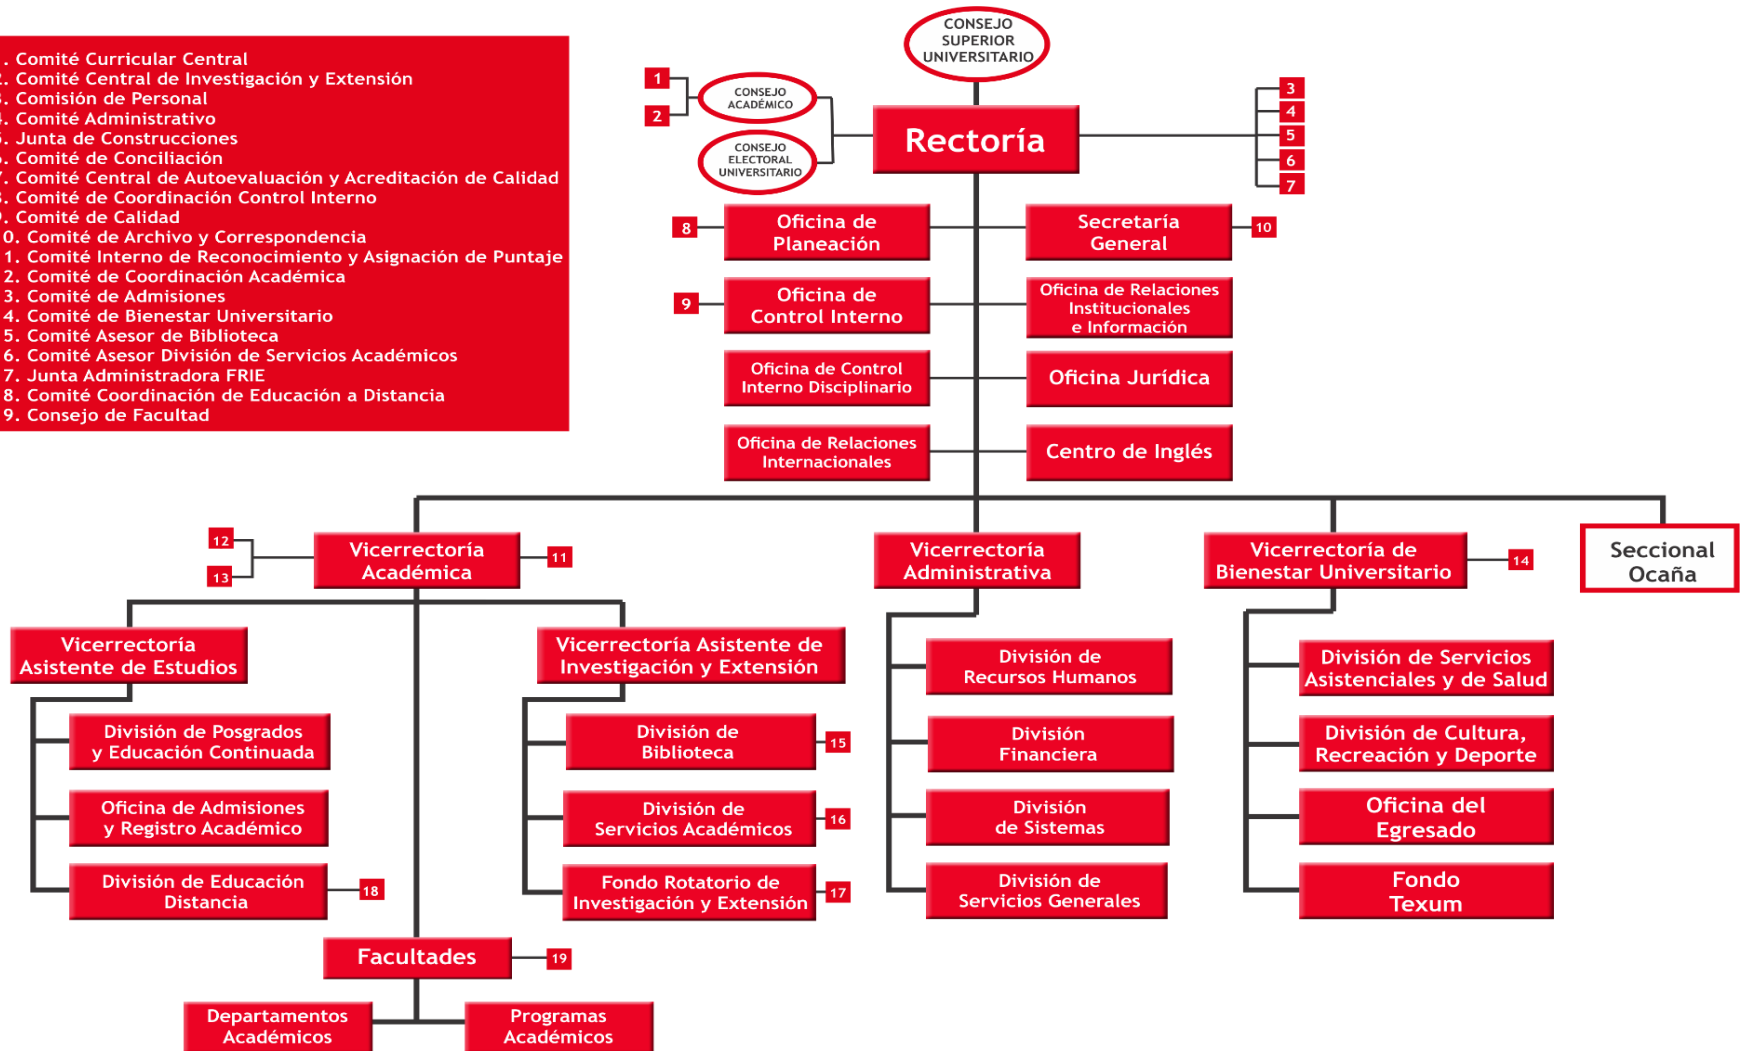 . Comité Curricular Central
2. Comité Central de Investigación y Extensión
3. Comisión de Personal
4. Comité Administrativo
5. Junta de Construcciones
6. Comité de Conciliación
7. Comité Central de Autoevaluación y Acreditación de Calidad
8. Comité de Coordinación Control Interno
9. Comité de Calidad
0. Comité de Archivo y Correspondencia
1. Comité Interno de Reconocimiento y Asignación de Puntaje
2. Comité de Coordinación Académica
3. Comité de Admisiones
4. Comité de Bienestar Universitario
5. Comité Asesor de Biblioteca
6. Comité Asesor División de Servicios Académicos
7. Junta Administradora FRIE
8. Comité Coordinación de Educación a Distancia
9. Consejo de Facultad
CONSEJO
SUPERIOR
UNIVERSITARIO
1
2
CONSEJO
ACADÉMICO
CONSEJO
ELECTORAL
UNIVERSITARIO
Rectoría
3
4
5
6
7
8
Oficina de
Planeación
Secretaría
General
10
9
Oficina de
Control Interno
Oficina de Relaciones
Institucionales
e Información
Oficina de Control
Interno Disciplinario
Oficina Jurídica
Oficina de Relaciones
Internacionales
Centro de Inglés
12
13
Vicerrectoría
Académica
11
Vicerrectoría
Administrativa
Vicerrectoría de
Bienestar Universitario
14
Seccional
Ocaña
Vicerrectoría
Asistente de Estudios
Vicerrectoría Asistente de
Investigación y Extensión
División de Posgrados
y Educación Continuada
Oficina de Admisiones
y Registro Académico
División de Educación
Distancia
18
División de
Biblioteca
15
División de
Servicios Académicos
16
Fondo Rotatorio de
Investigación y Extensión
17
División de
Recursos Humanos
División
Financiera
División
de Sistemas
División de
Servicios Generales
División de Servicios
Asistenciales y de Salud
División de Cultura,
Recreación y Deporte
Oficina del
Egresado
Fondo
Texum
Facultades
19
Departamentos
Académicos
Programas
Académicos